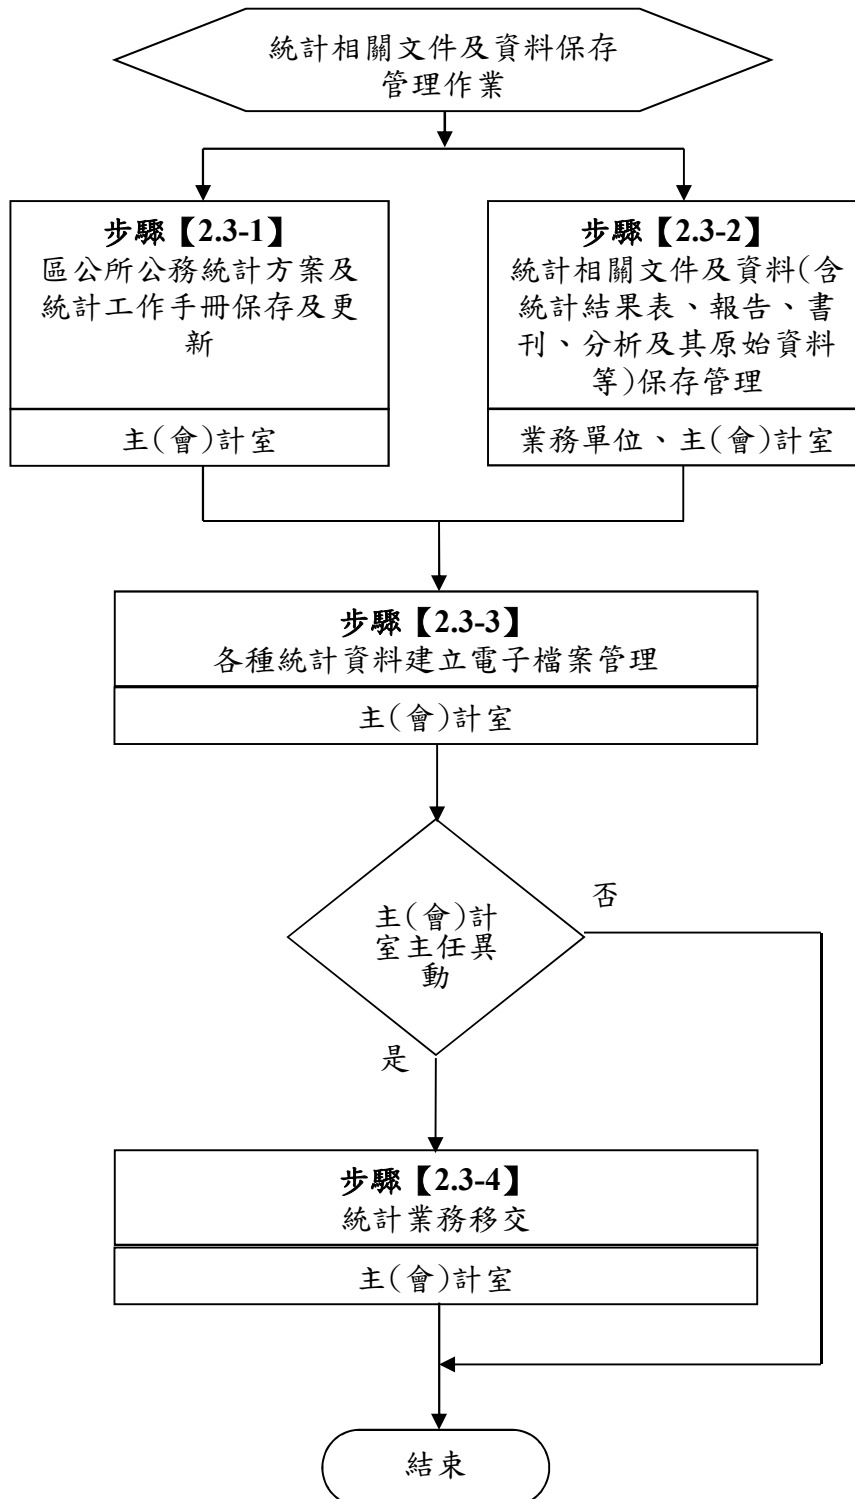 統計相關文件及資料保存
管理作業
步驟【2.3-1】
區公所公務統計方案及
統計工作手冊保存及更
新
主(會)計室
步驟【2.3-2】
統計相關文件及資料(含
統計結果表、報告、書
刊、分析及其原始資料
等)保存管理
業務單位、主(會)計室
步驟【2.3-3】
各種統計資料建立電子檔案管理
主(會)計室
主(會)計
室主任異
動
否
是
步驟【2.3-4】
統計業務移交
主(會)計室
結束